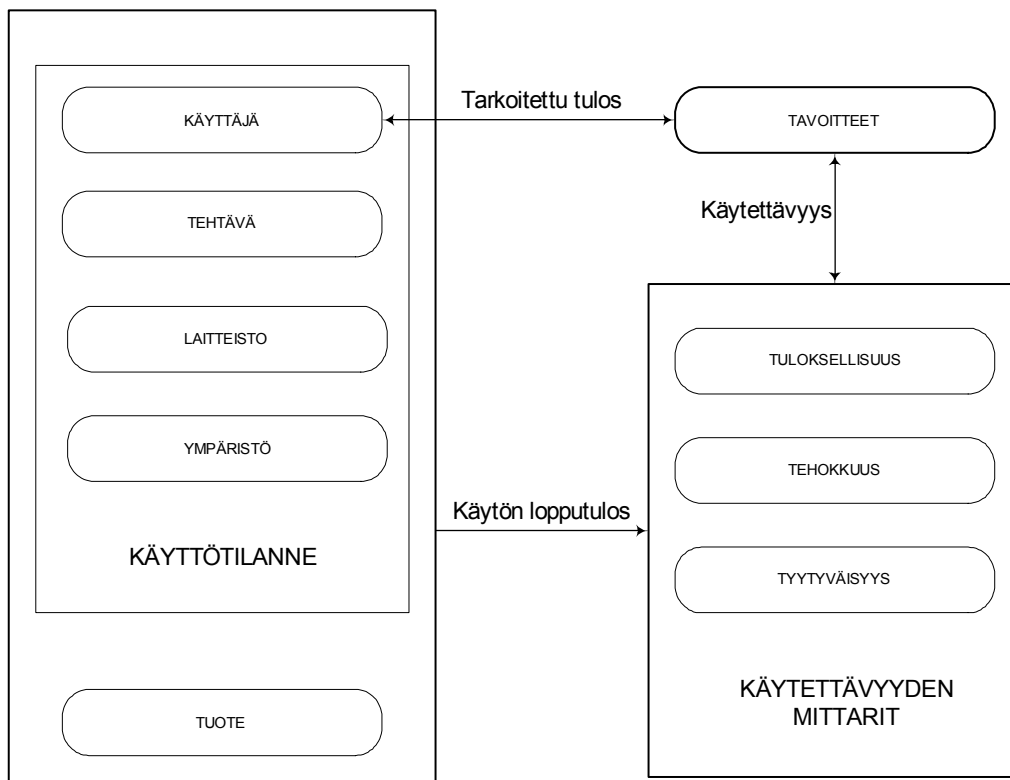 KÄYTTÄJÄ
Tarkoitettu tulos
TAVOITTEET
TEHTÄVÄ
Käytettävyys
LAITTEISTO
TULOKSELLISUUS
YMPÄRISTÖ
TEHOKKUUS
Käytön lopputulos
KÄYTTÖTILANNE
TYYTYVÄISYYS
TUOTE
KÄYTETTÄVYYDEN
MITTARIT